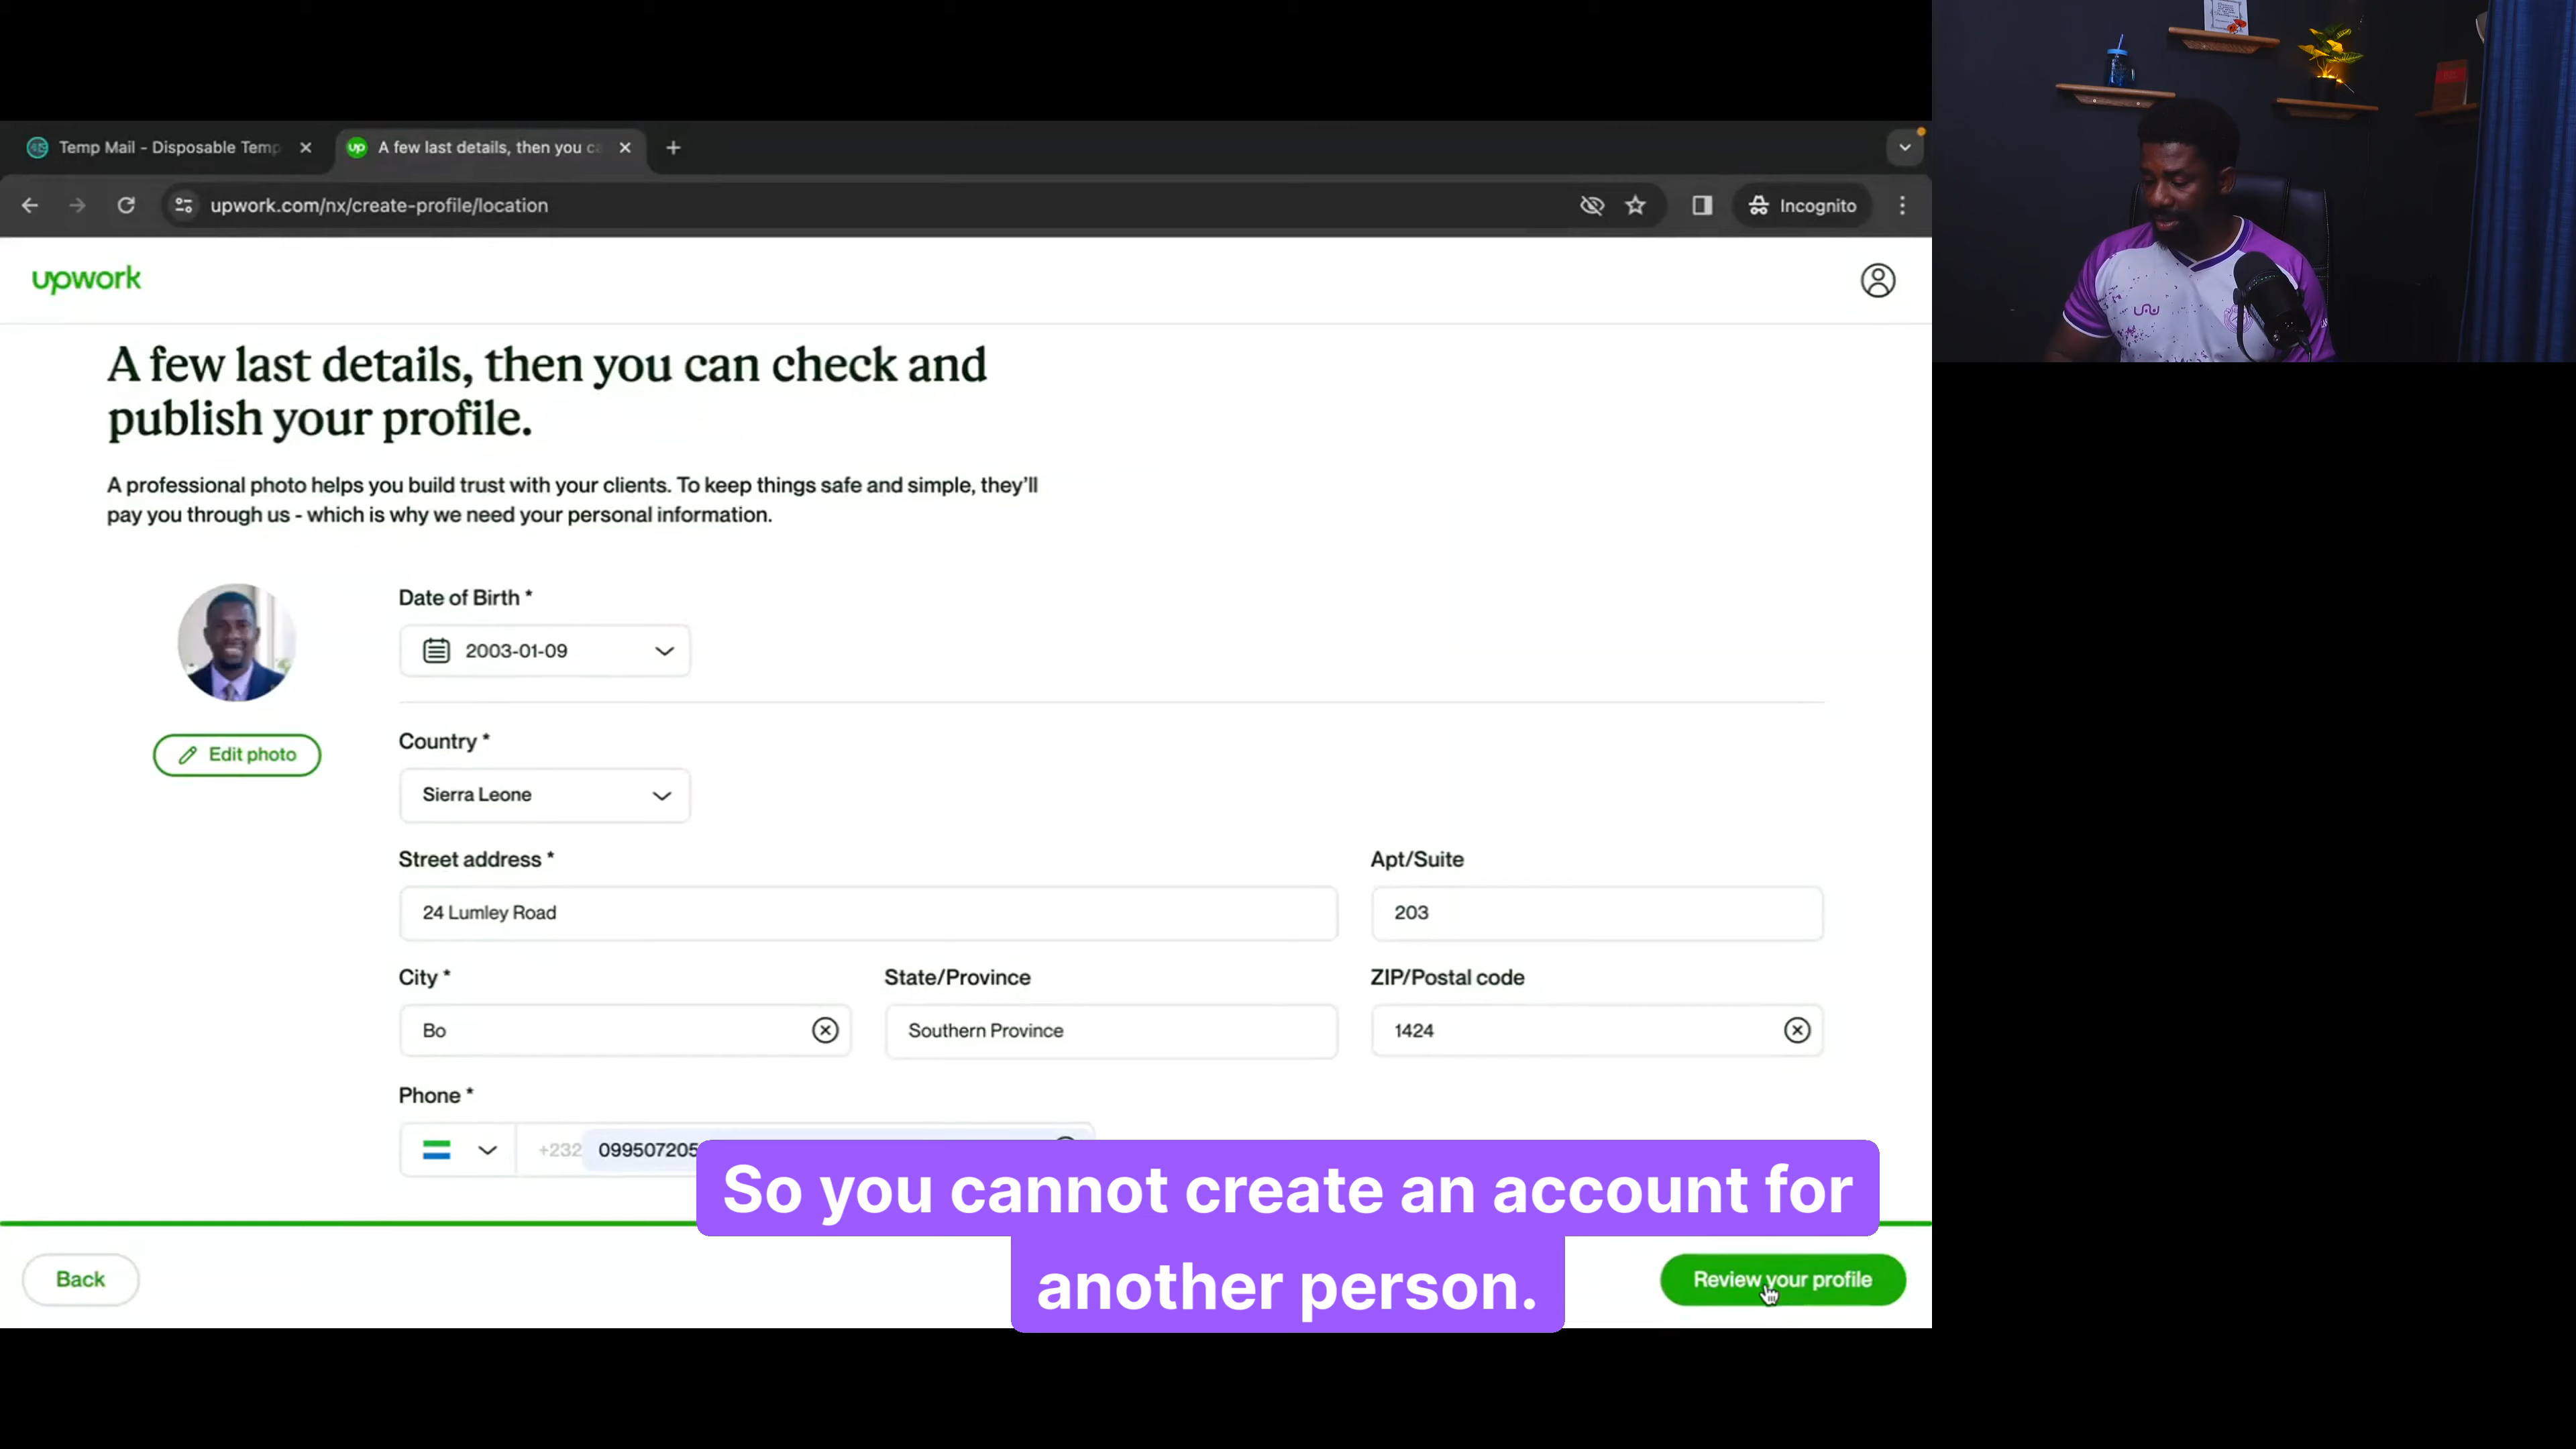 Temp Mail - Disposable Temp
A few last details, then you ca
upwork.com/nx/create-profile/location
Incognito
upwork
A few last details, then you can check and
publish your profile.
A professional photo helps you build trust with your clients. To keep things safe and simple, they'll
pay you through us - which is why we need your personal information.
Edit photo
Date of Birth *
2003-01-09
Country *
Sierra Leone
Street address *
24 Lumley Road
Apt/Suite
203
City *
Bo
State/Province
Southern Province
ZIP/Postal code
1424
Phone *
+232 099507205
So you cannot create an account for
another person.
Back
Review your profile